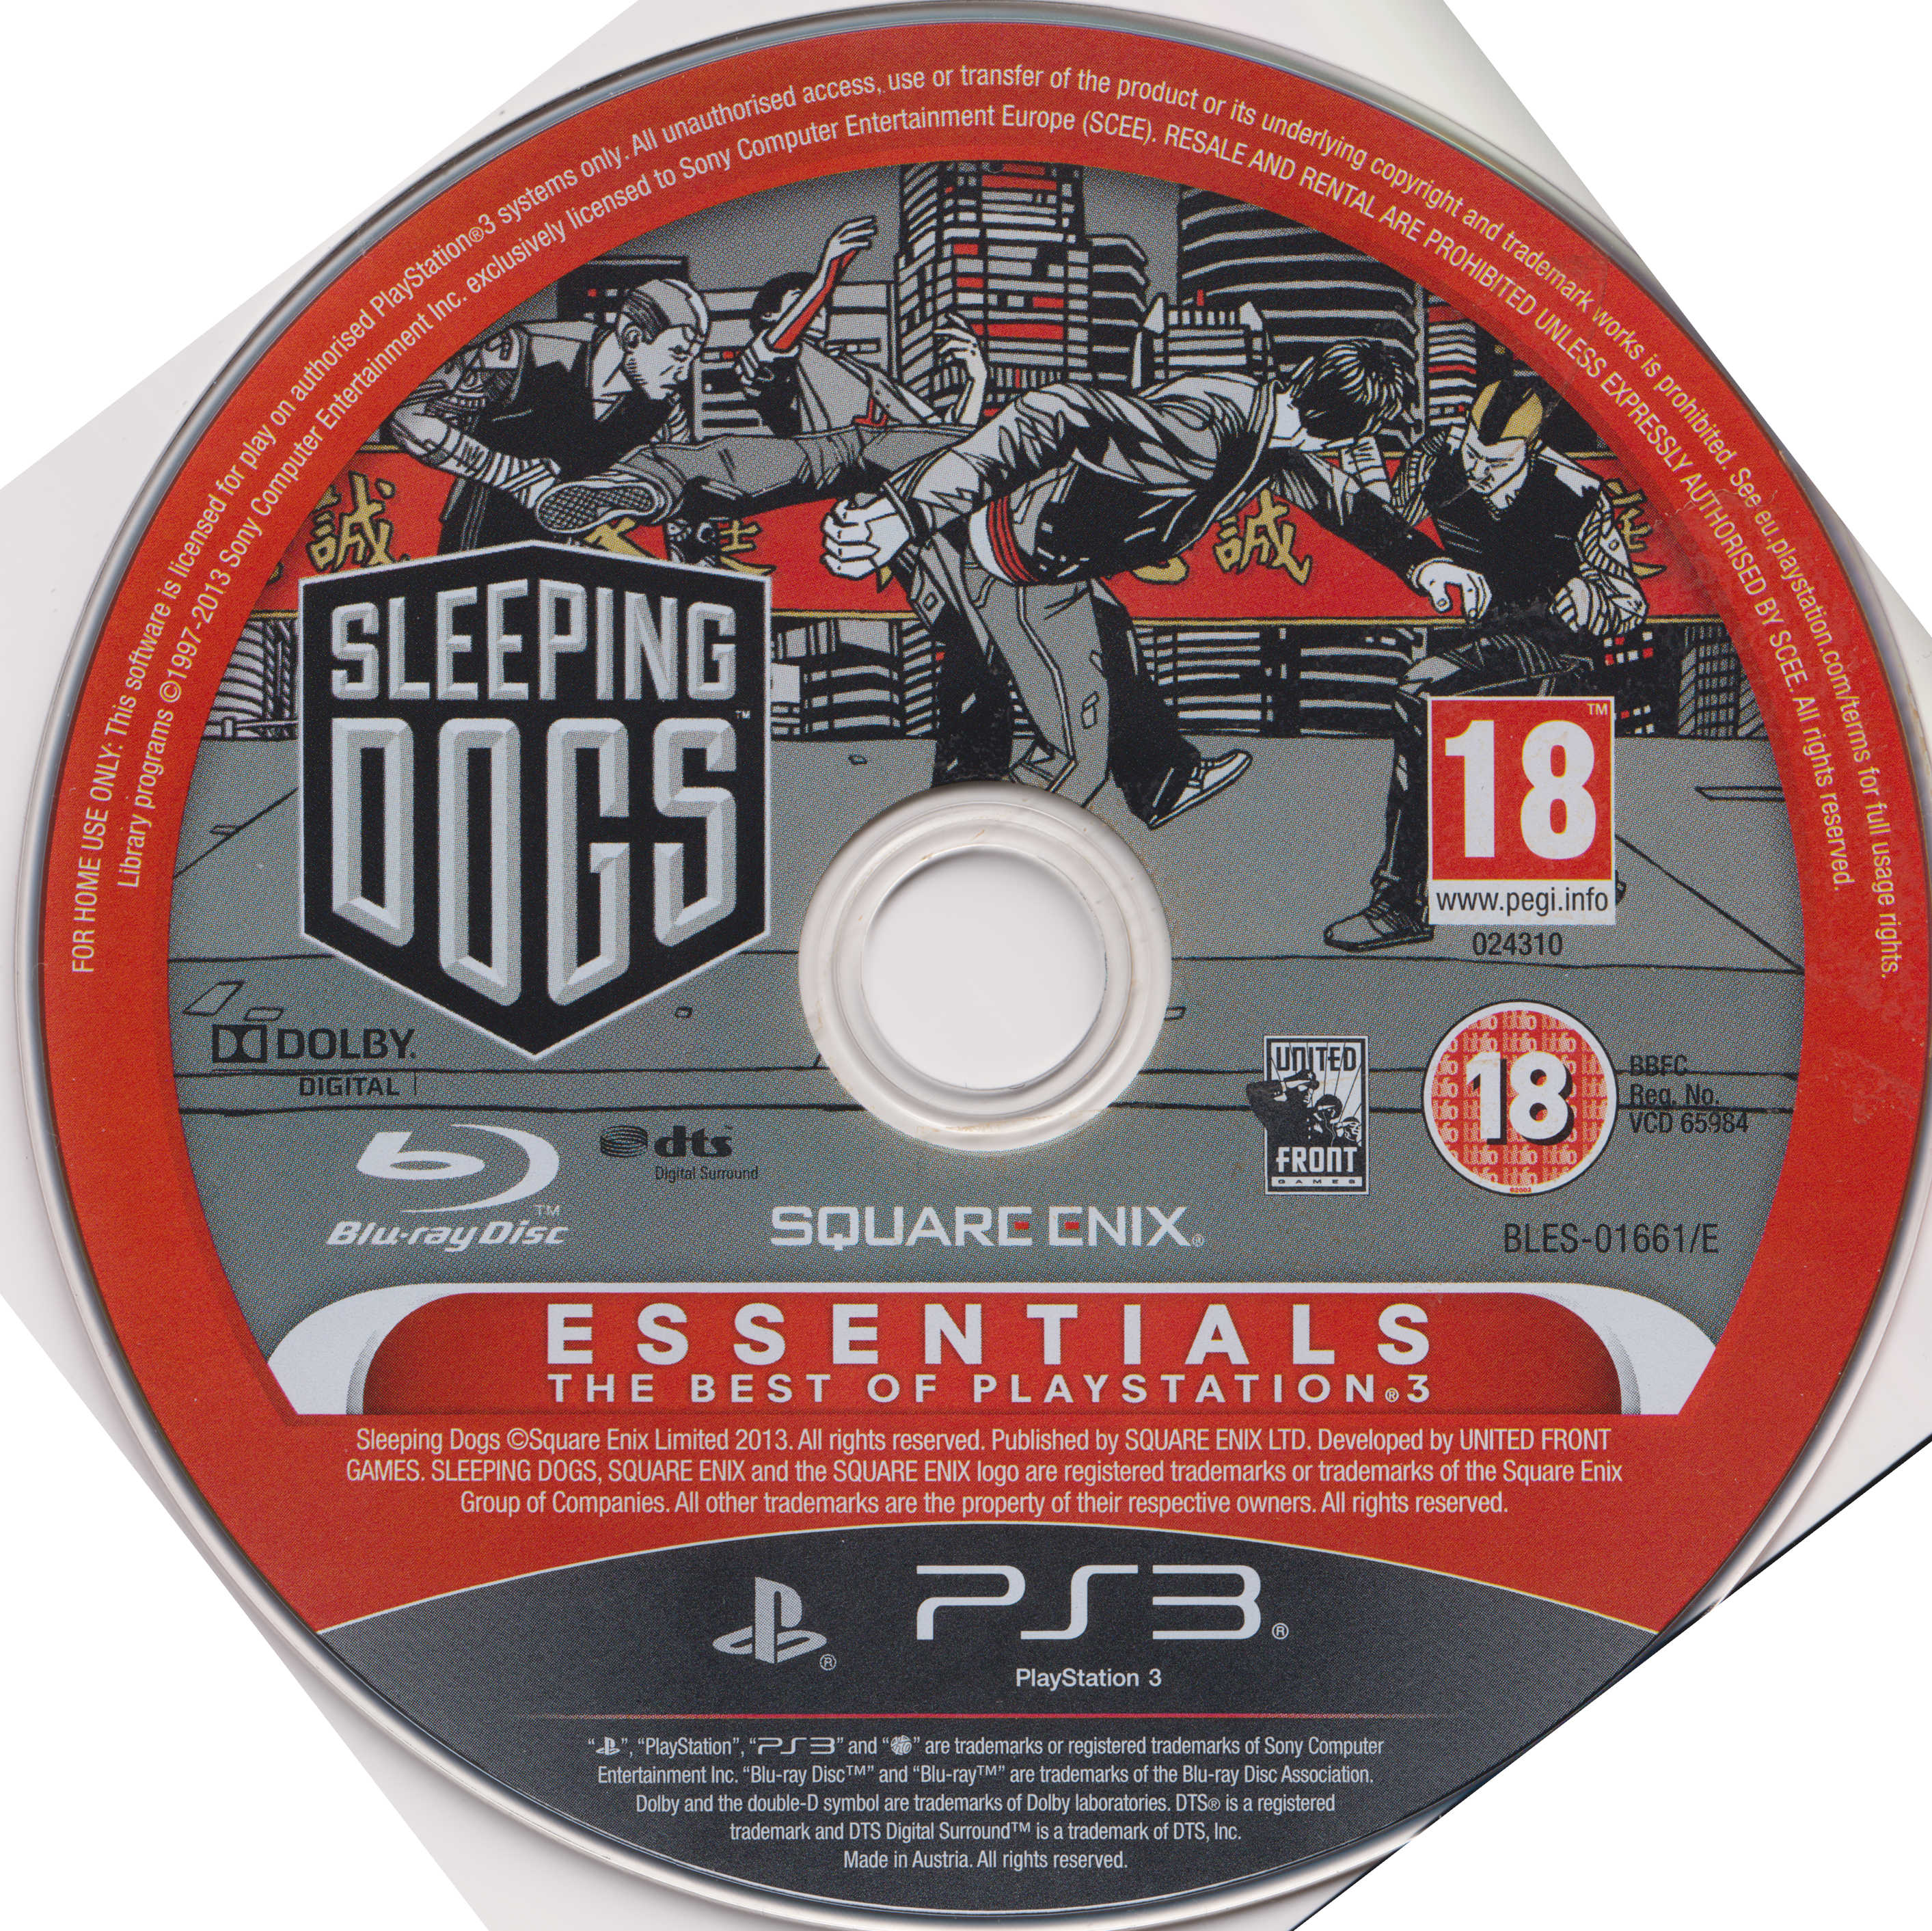 FOR HOME USE ONLY: This software is licensed for play on authorised PlayStation®3 systems only. All unauthorised access, use or transfer of the product or its underlying copyright and trademark works is prohibited. See eu.playstation.com/terms for full usage rights.
Library programs ©1997-2013 Sony Computer Entertainment Inc. exclusively licensed to Sony Computer Entertainment Europe (SCEE). RESALE AND RENTAL ARE PROHIBITED UNLESS EXPRESSLY AUTHORISED BY SCEE. All rights reserved.
誠
誠
SLEEPING
DOGS™
18™
www.pegi.info
024310
DOLBY.
DIGITAL
UNITED
FRONT
GAMES
18
BBFC
Reg. No.
VCD 65984
Blu-ray Disc™
dts™
Digital Surround
SQUARE ENIX®
BLES-01661/E
ESSENTIALS
THE BEST OF PLAYSTATION®3
Sleeping Dogs ©Square Enix Limited 2013. All rights reserved. Published by SQUARE ENIX LTD. Developed by UNITED FRONT
GAMES. SLEEPING DOGS, SQUARE ENIX and the SQUARE ENIX logo are registered trademarks or trademarks of the Square Enix
Group of Companies. All other trademarks are the property of their respective owners. All rights reserved.
PS3®
PlayStation 3
“ ”, “PlayStation”, “PS3” and “ ” are trademarks or registered trademarks of Sony Computer
Entertainment Inc. “Blu-ray Disc™” and “Blu-ray™” are trademarks of the Blu-ray Disc Association.
Dolby and the double-D symbol are trademarks of Dolby laboratories. DTS® is a registered
trademark and DTS Digital Surround™ is a trademark of DTS, Inc.
Made in Austria. All rights reserved.